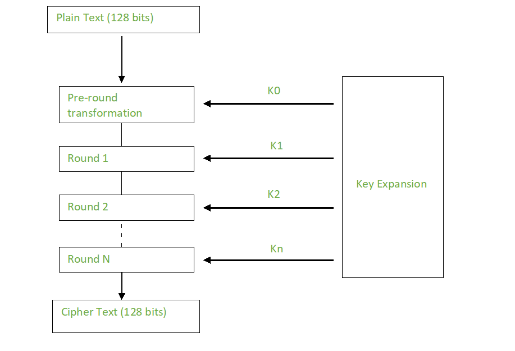 Plain Text (128 bits)
Pre-round
transformation
K0
Round 1
K1
Key Expansion
Round 2
K2
Round N
Kn
Cipher Text (128 bits)